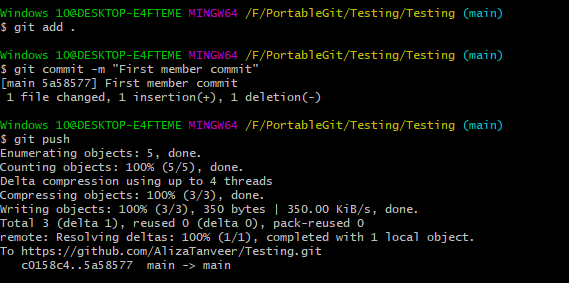 Windows 10@DESKTOP-E4FTEME MINGW64 /F/PortableGit/Testing/Testing (main)
$ git add .
Windows 10@DESKTOP-E4FTEME MINGW64 /F/PortableGit/Testing/Testing (main)
$ git commit -m "First member commit"
[main 5a58577] First member commit
 1 file changed, 1 insertion(+), 1 deletion(-)
Windows 10@DESKTOP-E4FTEME MINGW64 /F/PortableGit/Testing/Testing (main)
$ git push
Enumerating objects: 5, done.
Counting objects: 100% (5/5), done.
Delta compression using up to 4 threads
Compressing objects: 100% (3/3), done.
Writing objects: 100% (3/3), 350 bytes | 350.00 KiB/s, done.
Total 3 (delta 1), reused 0 (delta 0), pack-reused 0
remote: Resolving deltas: 100% (1/1), completed with 1 local object.
To https://github.com/AlizaTanveer/Testing.git
   c0158c4..5a58577  main -> main